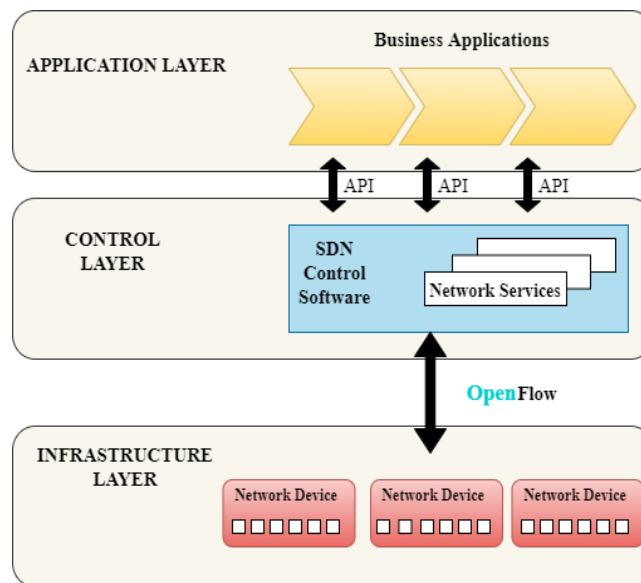 Business Applications
APPLICATION LAYER
API API API
CONTROL
LAYER
SDN
Control
Software
Network Services
OpenFlow
INFRASTRUCTURE
LAYER
Network Device Network Device Network Device